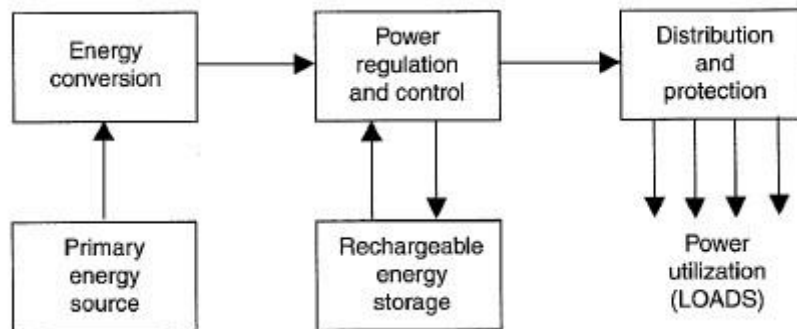 Energy
conversion
Power
regulation
and control
Distribution
and
protection
Primary
energy
source
Rechargeable
energy
storage
Power
utilization
(LOADS)